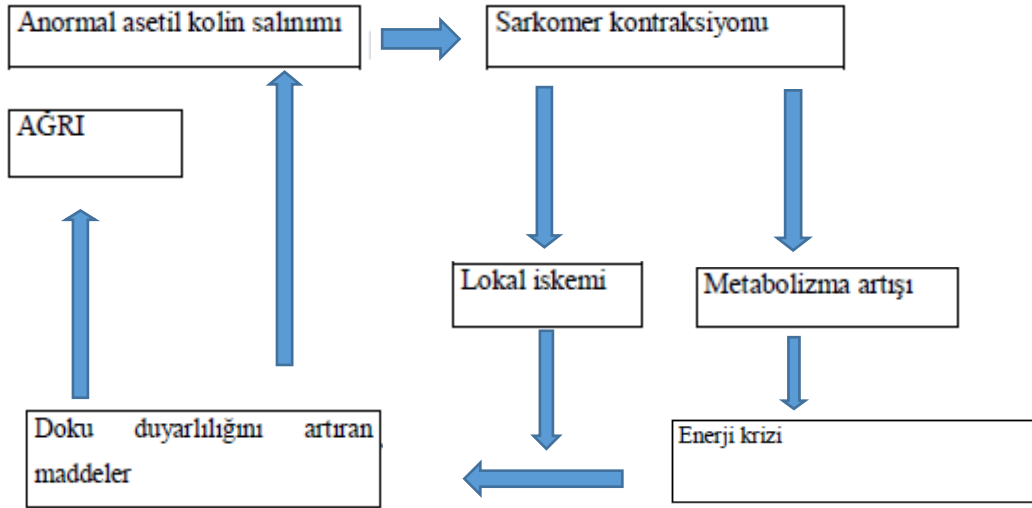 Anormal asetil kolin salınımı
Sarkomer kontraksiyonu
AĞRI
Lokal iskemi
Metabolizma artışı
Doku duyarlılığını artıran
maddeler
Enerji krizi